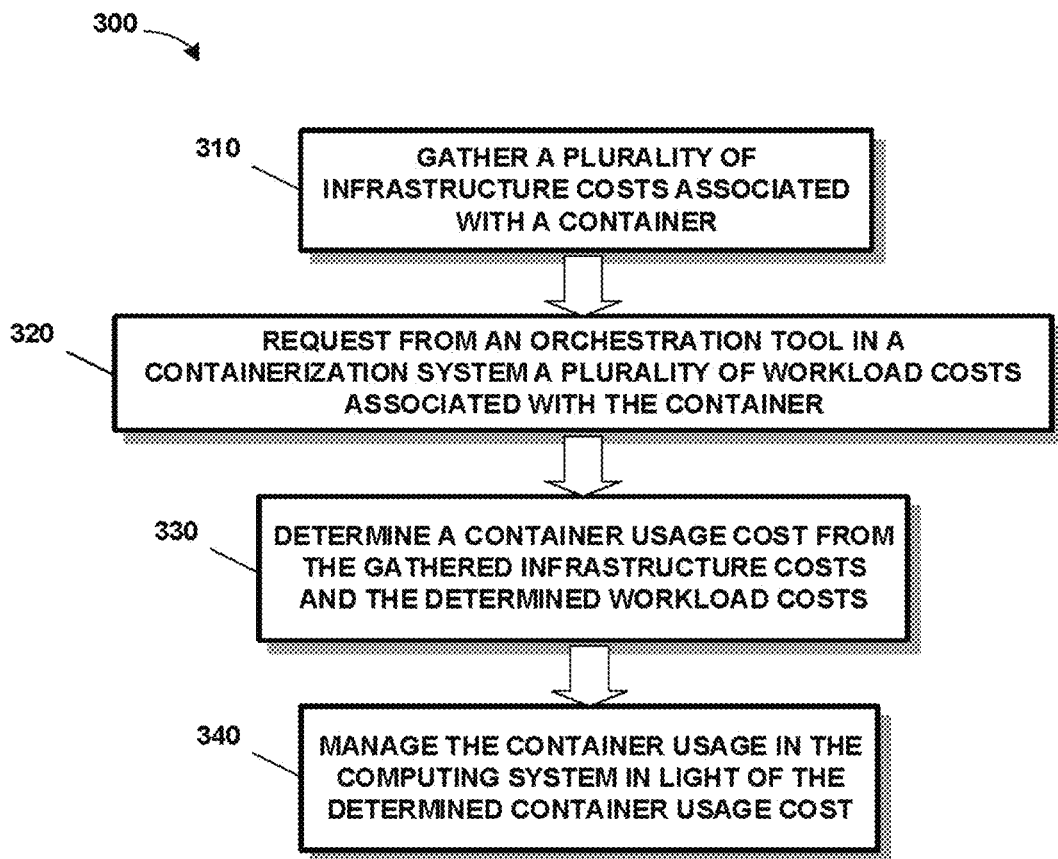 300
310
GATHER A PLURALITY OF
INFRASTRUCTURE COSTS ASSOCIATED
WITH A CONTAINER
320
REQUEST FROM AN ORCHESTRATION TOOL IN A
CONTAINERIZATION SYSTEM A PLURALITY OF WORKLOAD COSTS
ASSOCIATED WITH THE CONTAINER
330
DETERMINE A CONTAINER USAGE COST FROM
THE GATHERED INFRASTRUCTURE COSTS
AND THE DETERMINED WORKLOAD COSTS
340
MANAGE THE CONTAINER USAGE IN THE
COMPUTING SYSTEM IN LIGHT OF THE
DETERMINED CONTAINER USAGE COST